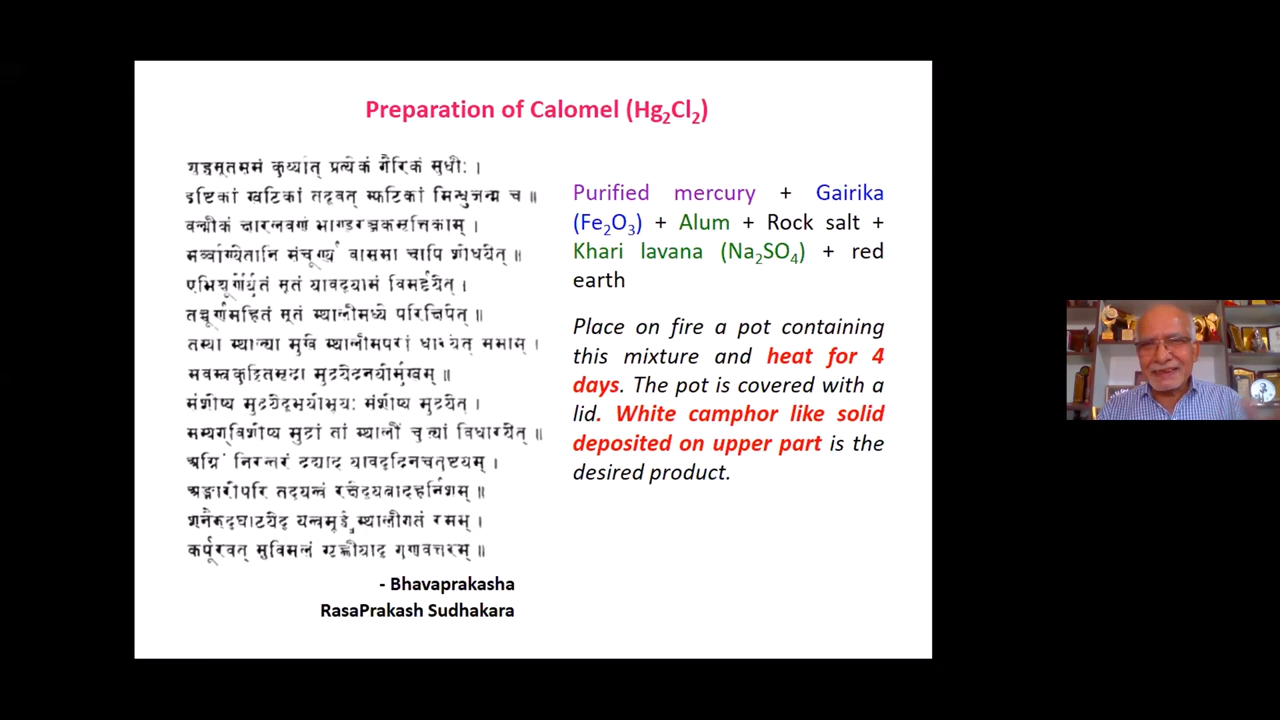 Preparation of Calomel (Hg₂Cl₂)
कुर्य्यात् प्रत्येकं गैरिकं सुधीः ।
इष्टिकां खटिकां तद्वत् स्फटिकां सिन्धुजन्म च ॥
वल्मीकं क्षारलवणं भाण्डरञ्जकमृत्तिकाम् ।
सर्व्वाण्येतानि संचूर्ण्य वाससा चापि शोधयेत् ॥
एभिश्चूर्णैर्युतं सूतं यावद्यामं विमर्द्दयेत् ।
तच्चूर्णसहितं सूतं स्थालीमध्ये परिक्षिपेत् ॥
तस्या स्थाल्या मुखे स्थालीमपरां धारयेत् समाम् ।
सवस्त्रकुट्टितमृदा मुद्रयेदनयोर्मुखम् ॥
संशोष्य मुद्रयेद्भूयोभूयः संशोष्य मुद्रयेत् ।
सम्यग्विशोष्य मुद्रां तां स्थालीं चुल्यां विधारयेत् ॥
अग्निं निरन्तरं दद्याद् यावद्दिनचतुष्टयम् ।
अङ्गारोपरि तद्यन्त्रं रक्षेद्यत्नादहर्निशम् ॥
शनैरुद्घाटयेद् यन्त्रमूर्द्ध्वस्थालीगतं रसम् ।
कर्पूरवत् सुविमलं गृह्णीयाद् गुणवत्तरम् ॥
- Bhavaprakasha
RasaPrakash Sudhakara
Purified mercury + Gairika
(Fe₂O₃) + Alum + Rock salt +
Khari lavana (Na₂SO₄) + red
earth
Place on fire a pot containing
this mixture and heat for 4
days. The pot is covered with a
lid. White camphor like solid
deposited on upper part is the
desired product.